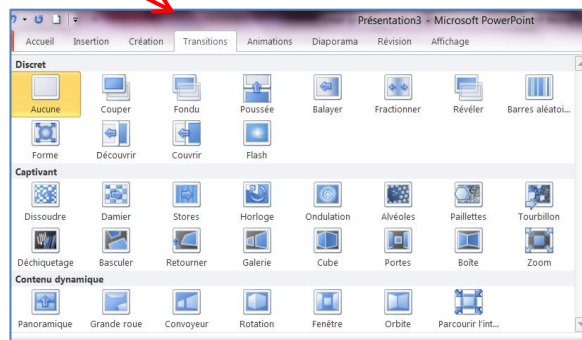 Présentation3 - Microsoft PowerPoint
Accueil Insertion Création Transitions Animations Diaporama Révision Affichage
Discret
Aucune Couper Fondu Poussée Balayer Fractionner Révéler Barres aléatoi...
Forme Découvrir Couvrir Flash
Captivant
Dissoudre Damier Stores Horloge Ondulation Alvéoles Paillettes Tourbillon
Déchiquetage Basculer Retourner Galerie Cube Portes Boîte Zoom
Contenu dynamique
Panoramique Grande roue Convoyeur Rotation Fenêtre Orbite Parcourir l'int...